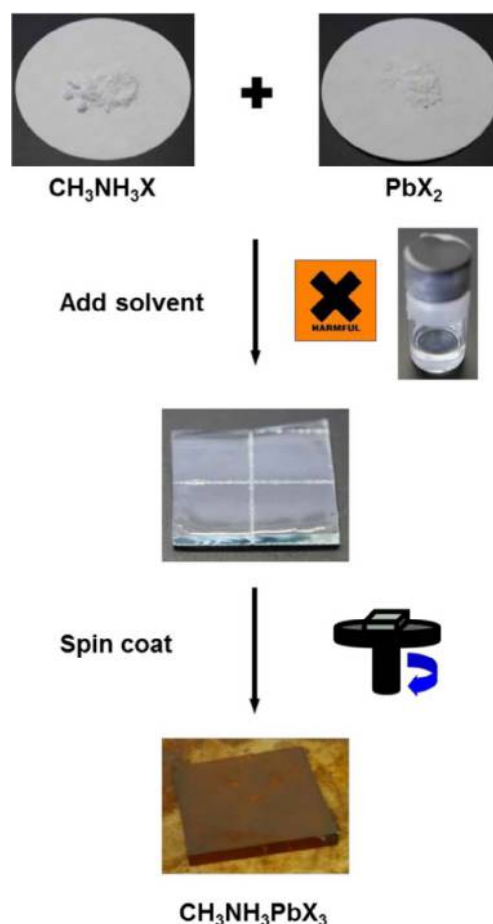 CH₃NH₃X
PbX₂
Add solvent
HARMFUL
Spin coat
CH₃NH₃PbX₃